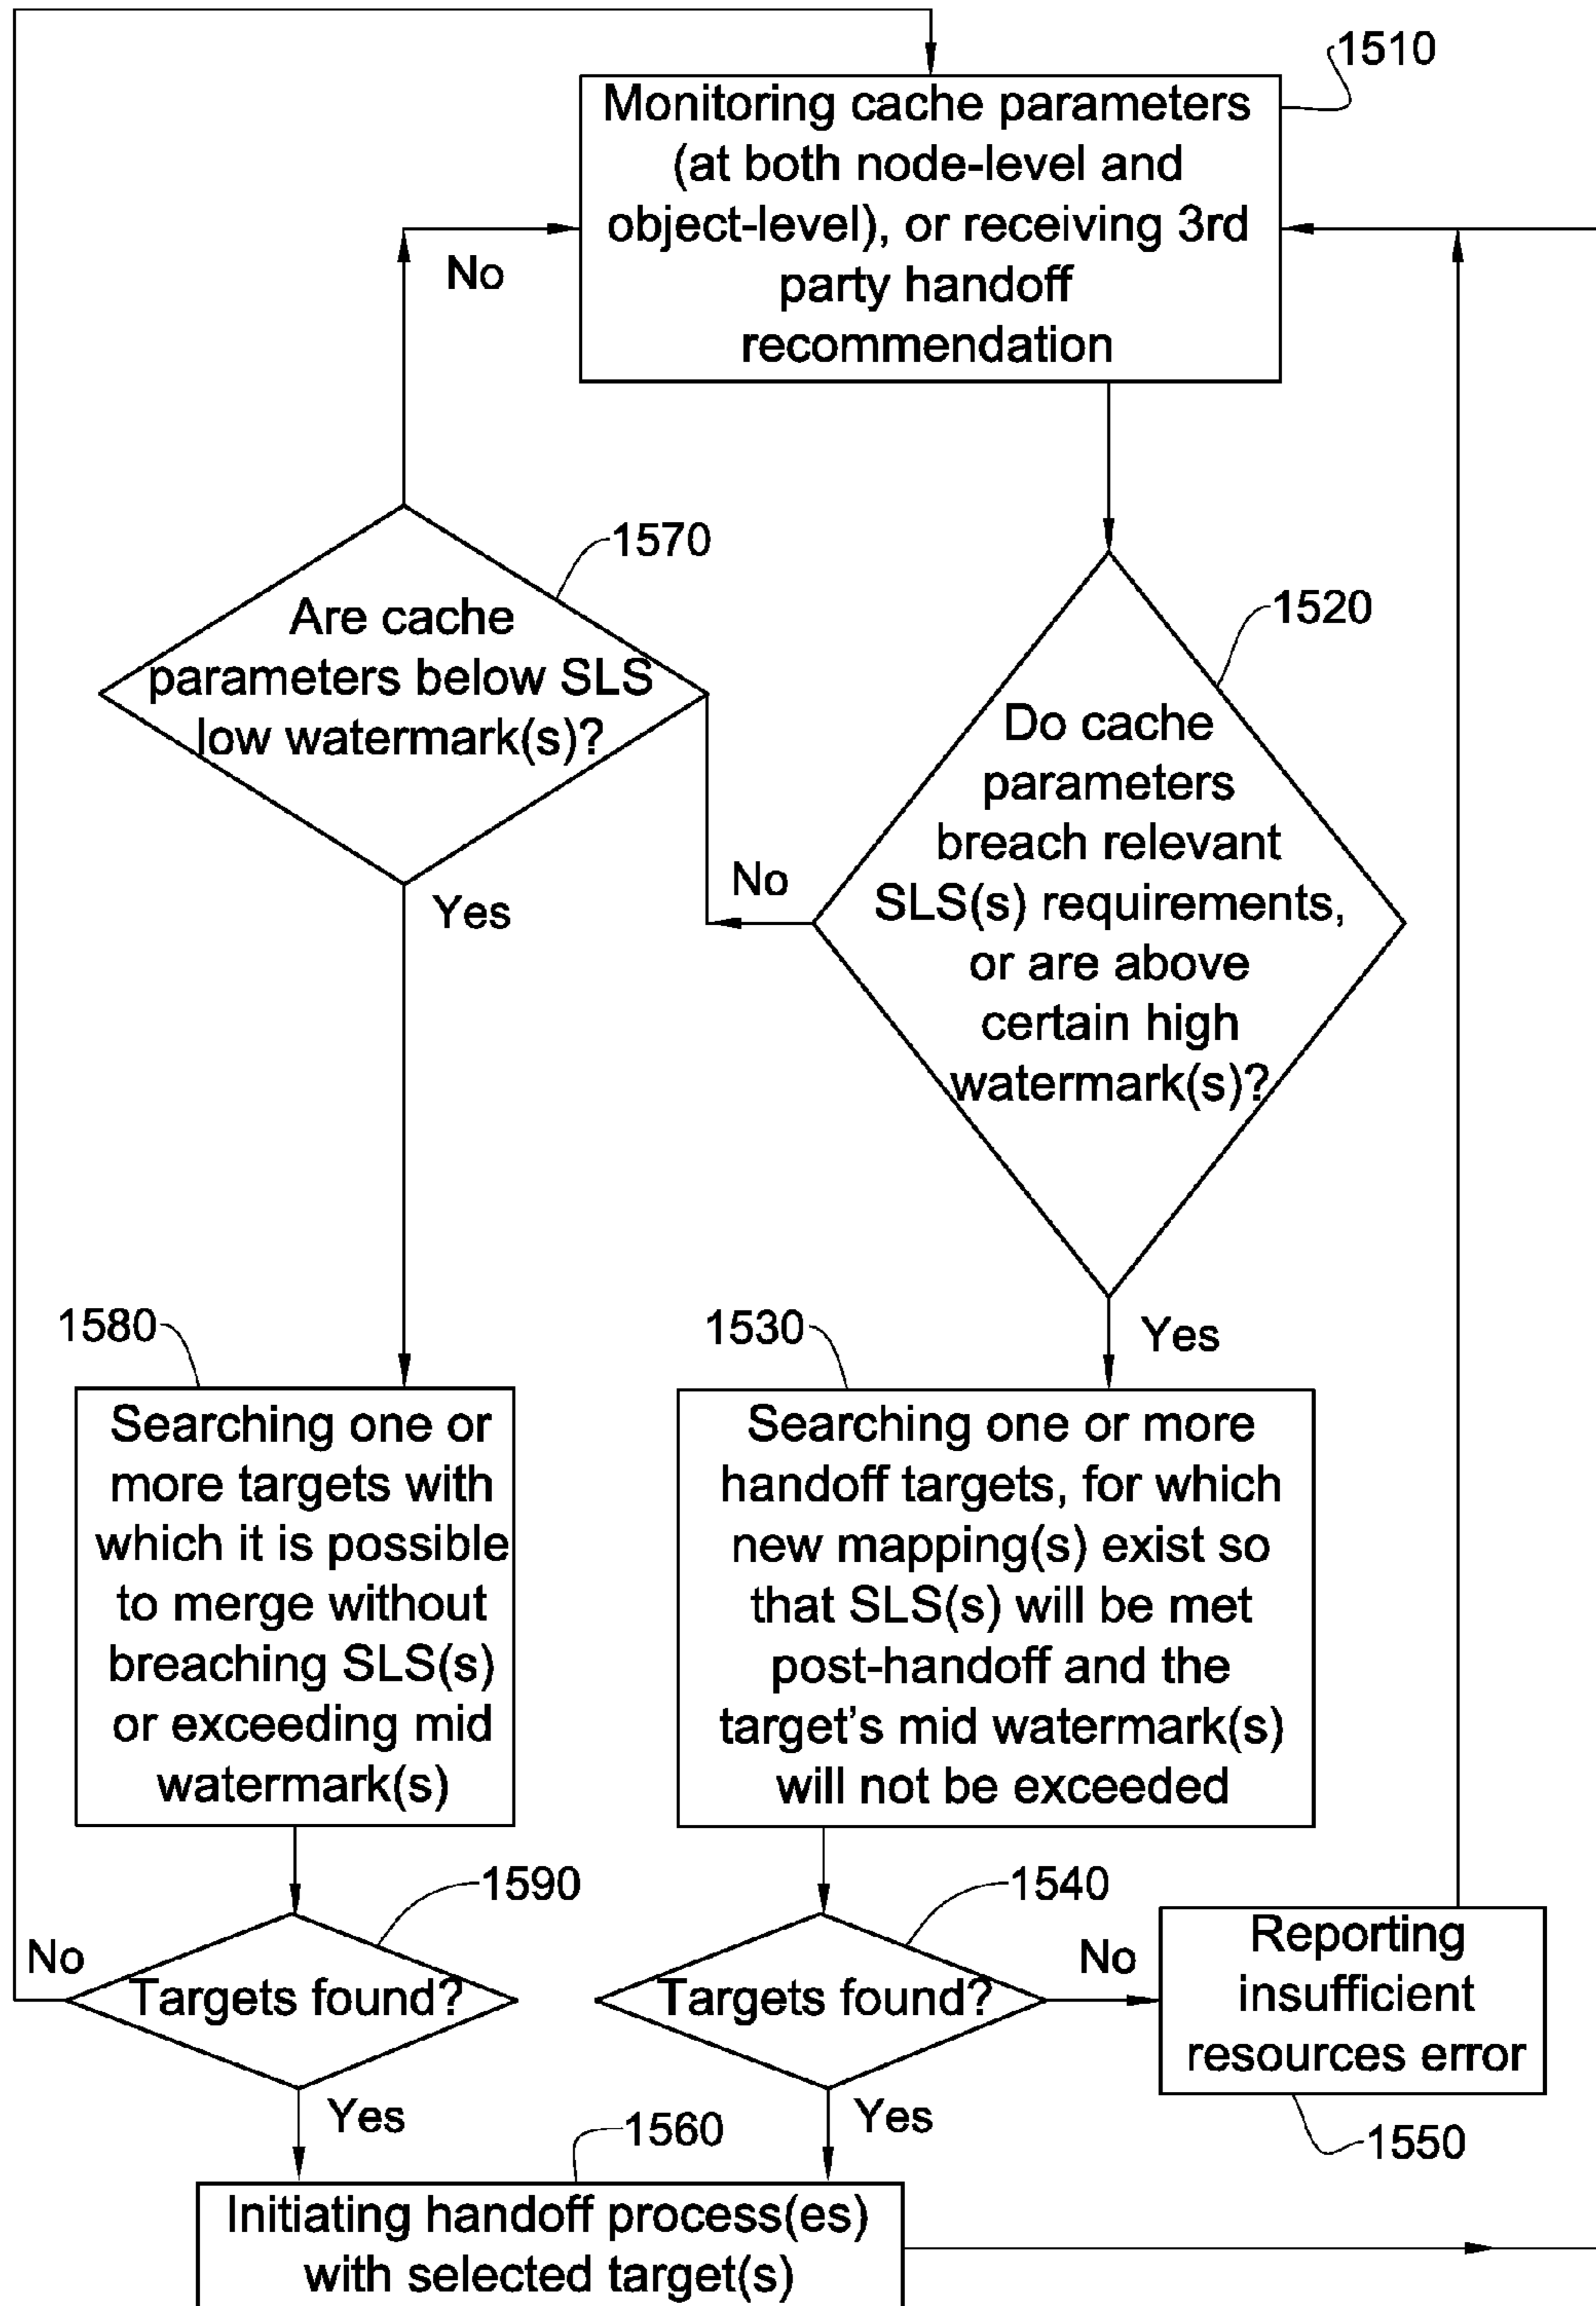 1510
Monitoring cache parameters
(at both node-level and
object-level), or receiving 3rd
party handoff
recommendation
No
1570
Are cache
parameters below SLS
low watermark(s)?
Yes
1520
Do cache
parameters
breach relevant
SLS(s) requirements,
or are above
certain high
watermark(s)?
No
Yes
1580
Searching one or
more targets with
which it is possible
to merge without
breaching SLS(s)
or exceeding mid
watermark(s)
1530
Searching one or more
handoff targets, for which
new mapping(s) exist so
that SLS(s) will be met
post-handoff and the
target's mid watermark(s)
will not be exceeded
1590
No
Targets found?
Yes
1540
Targets found?
No
Yes
Reporting
insufficient
resources error
1550
1560
Initiating handoff process(es)
with selected target(s)